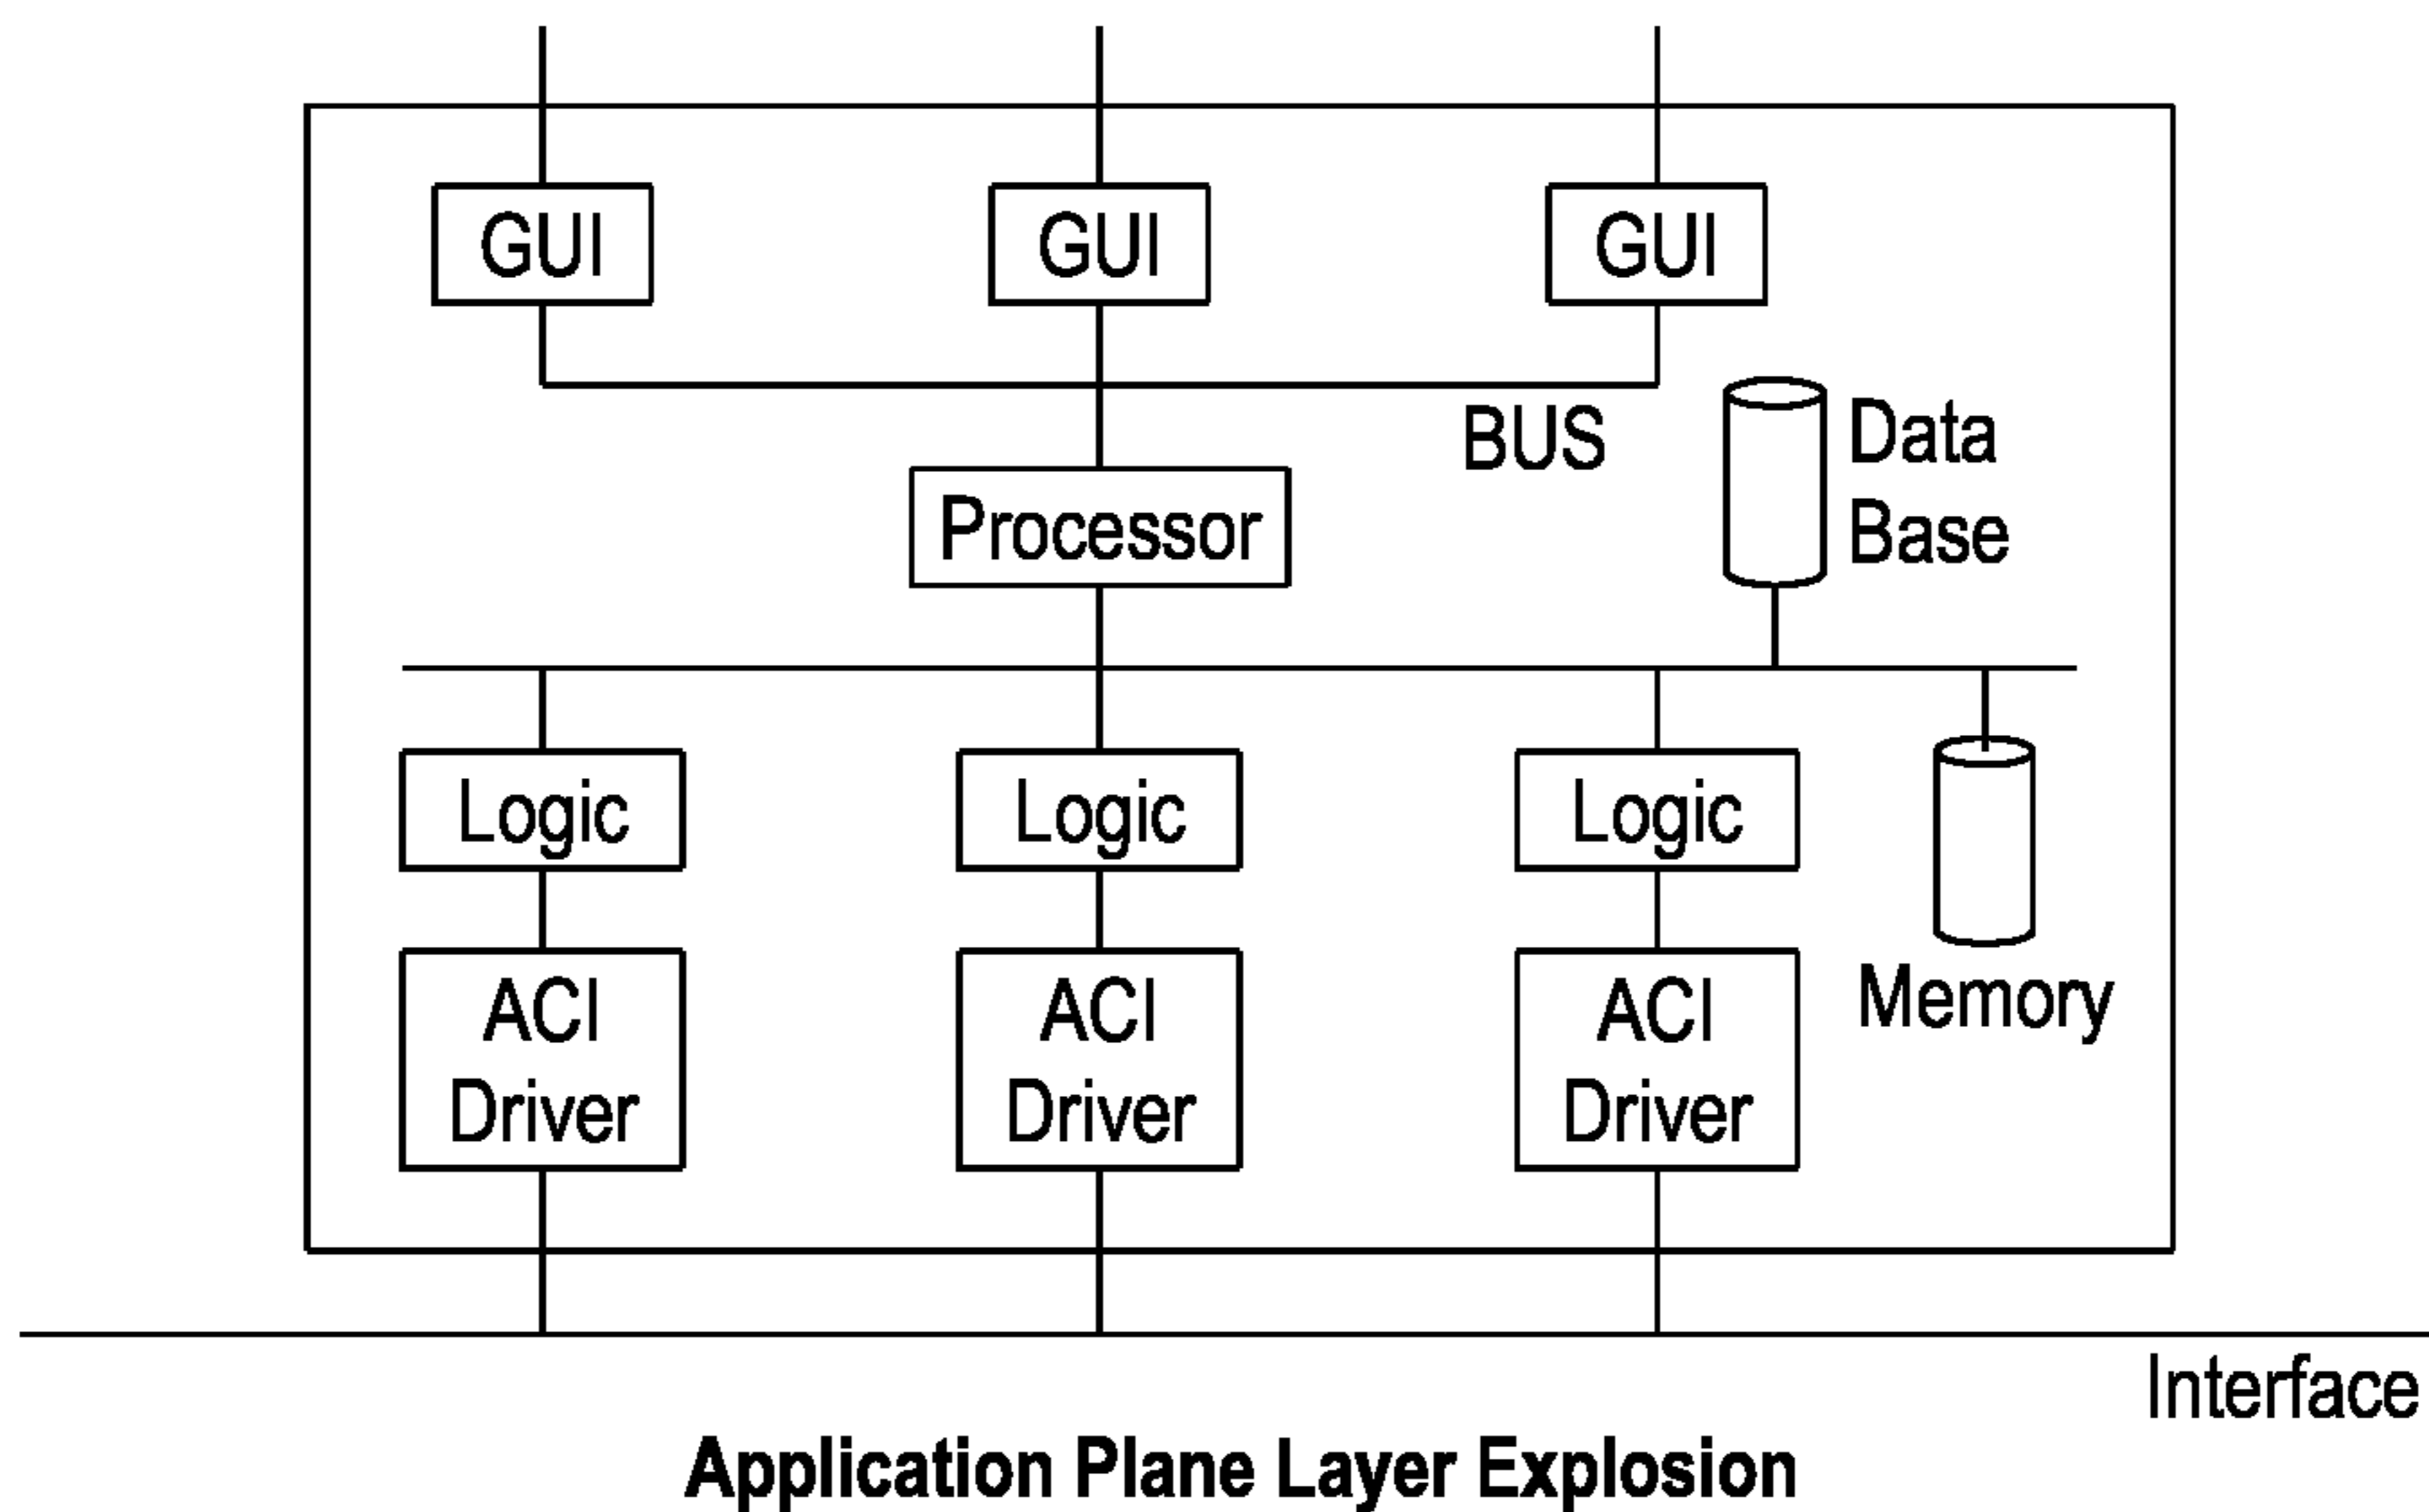 GUI
GUI
GUI
BUS
Data
Base
Processor
Logic
Logic
Logic
ACI
Driver
ACI
Driver
ACI
Driver
Memory
Interface
Application Plane Layer Explosion